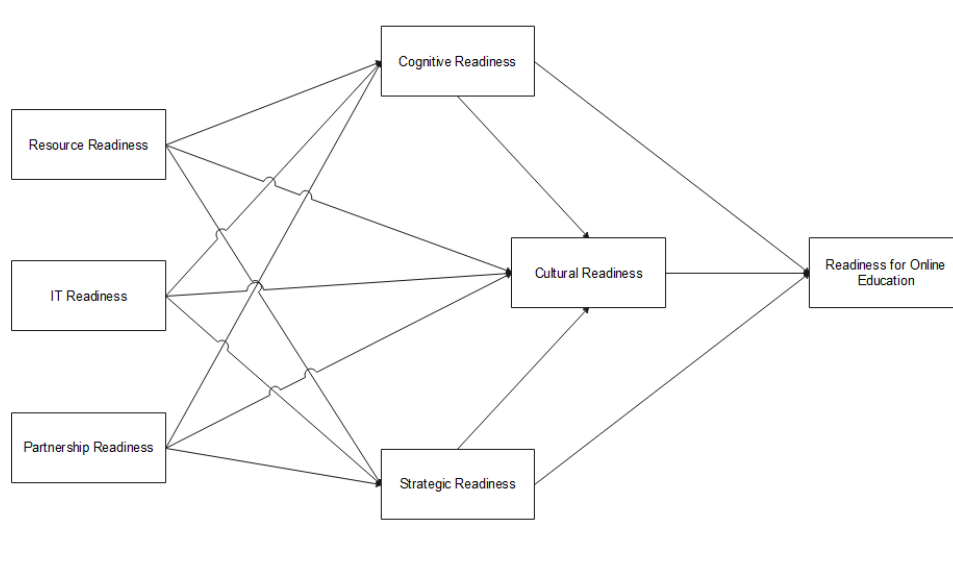 Cognitive Readiness
Resource Readiness
Cultural Readiness
Readiness for Online
Education
IT Readiness
Partnership Readiness
Strategic Readiness